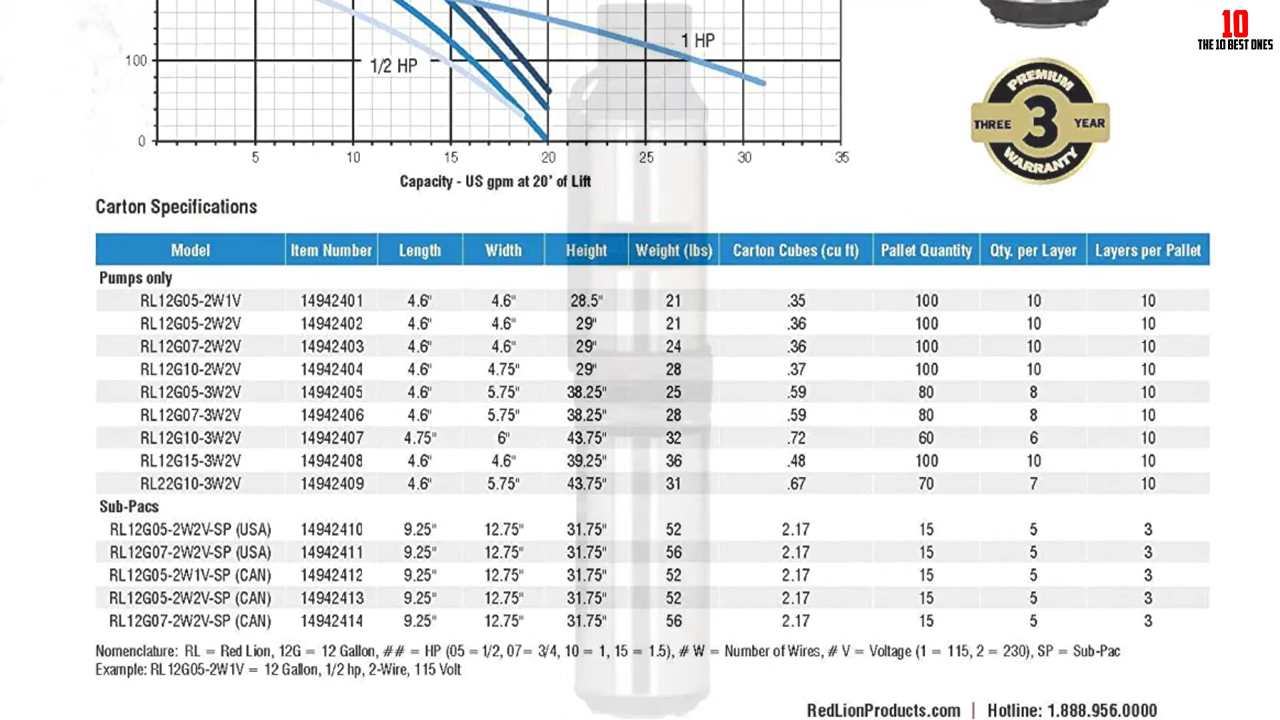 10
THE 10 BEST ONES
1 HP
1/2 HP
100
0
5 10 15 20 25 30 35
Capacity - US gpm at 20' of Lift
PREMIUM
THREE 3 YEAR
WARRANTY
Carton Specifications
Model Item Number Length Width Height Weight (lbs) Carton Cubes (cu ft) Pallet Quantity Qty. per Layer Layers per Pallet
Pumps only
RL12G05-2W1V 14942401 4.6" 4.6" 28.5" 21 .35 100 10 10
RL12G05-2W2V 14942402 4.6" 4.6" 29" 21 .36 100 10 10
RL12G07-2W2V 14942403 4.6" 4.6" 29" 24 .36 100 10 10
RL12G10-2W2V 14942404 4.6" 4.75" 29" 28 .37 100 10 10
RL12G05-3W2V 14942405 4.6" 5.75" 38.25" 25 .59 80 8 10
RL12G07-3W2V 14942406 4.6" 5.75" 38.25" 28 .59 80 8 10
RL12G10-3W2V 14942407 4.75" 6" 43.75" 32 .72 60 6 10
RL12G15-3W2V 14942408 4.6" 4.6" 39.25" 36 .48 100 10 10
RL22G10-3W2V 14942409 4.6" 5.75" 43.75" 31 .67 70 7 10
Sub-Pacs
RL12G05-2W2V-SP (USA) 14942410 9.25" 12.75" 31.75" 52 2.17 15 5 3
RL12G07-2W2V-SP (USA) 14942411 9.25" 12.75" 31.75" 56 2.17 15 5 3
RL12G05-2W1V-SP (CAN) 14942412 9.25" 12.75" 31.75" 52 2.17 15 5 3
RL12G05-2W2V-SP (CAN) 14942413 9.25" 12.75" 31.75" 52 2.17 15 5 3
RL12G07-2W2V-SP (CAN) 14942414 9.25" 12.75" 31.75" 56 2.17 15 5 3
Nomenclature: RL = Red Lion, 12G = 12 Gallon, ## = HP (05 = 1/2, 07= 3/4, 10 = 1, 15 = 1.5), # W = Number of Wires, # V = Voltage (1 = 115, 2 = 230), SP = Sub-Pac
Example: RL12G05-2W1V = 12 Gallon, 1/2 hp, 2-Wire, 115 Volt
RedLionProducts.com | Hotline: 1.888.956.0000